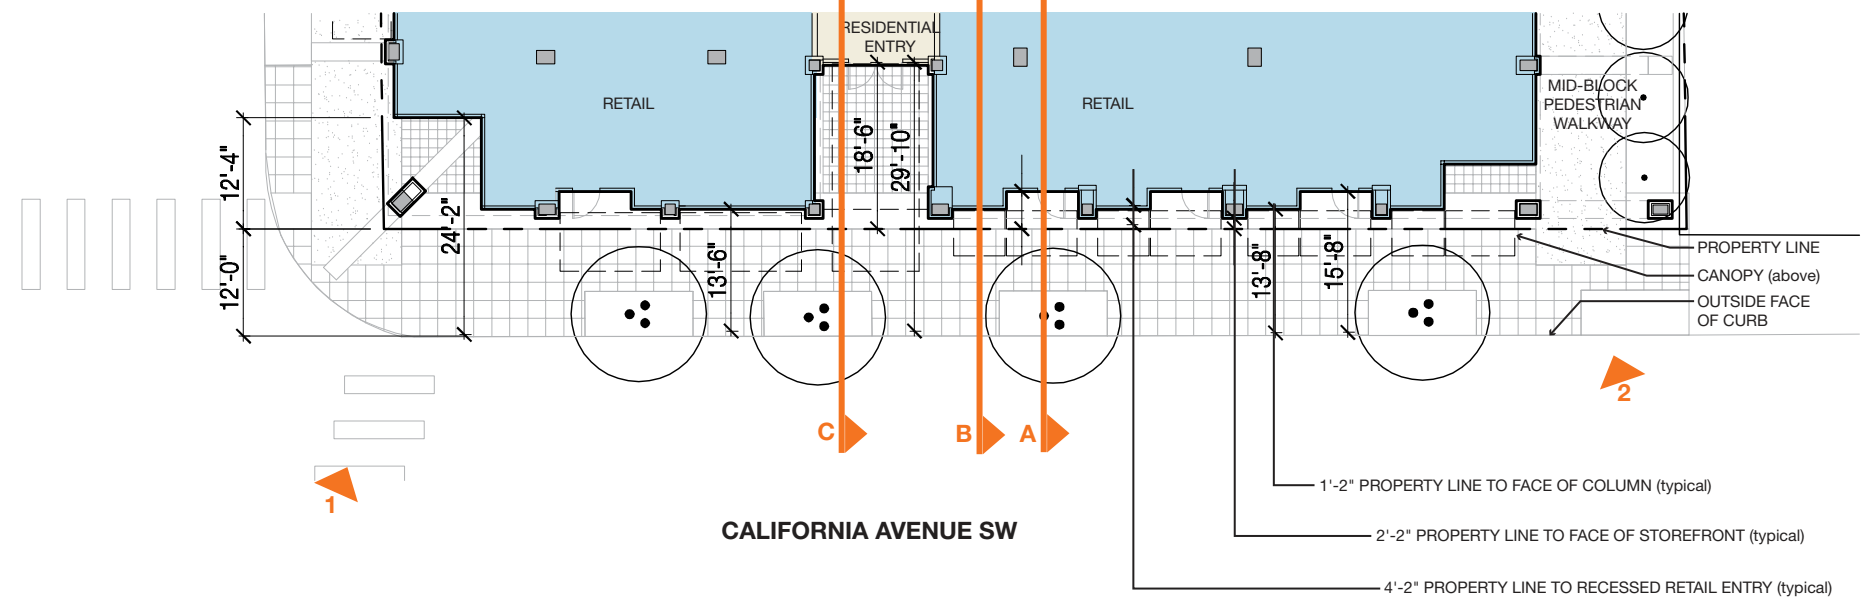 RESIDENTIAL
ENTRY
RETAIL
RETAIL
MID-BLOCK
PEDESTRIAN
WALKWAY
12'-4"
24'-2"
12'-0"
13'-6"
18'-6"
29'-10"
13'-8"
15'-8"
PROPERTY LINE
CANOPY (above)
OUTSIDE FACE
OF CURB
C
B
A
1
2
1'-2" PROPERTY LINE TO FACE OF COLUMN (typical)
CALIFORNIA AVENUE SW
2'-2" PROPERTY LINE TO FACE OF STOREFRONT (typical)
4'-2" PROPERTY LINE TO RECESSED RETAIL ENTRY (typical)